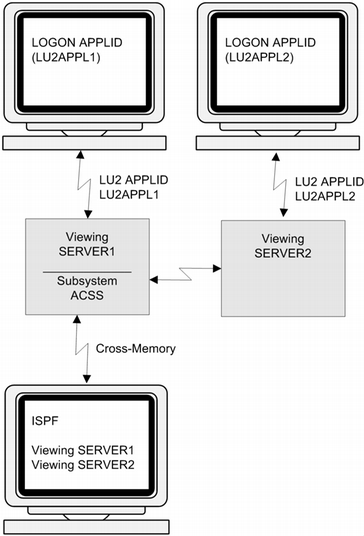 LOGON APPLID
(LU2APPL1)
LOGON APPLID
(LU2APPL2)
LU2 APPLID
LU2APPL1
LU2 APPLID
LU2APPL2
Viewing
SERVER1
Subsystem
ACSS
Viewing
SERVER2
Cross-Memory
ISPF
Viewing SERVER1
Viewing SERVER2